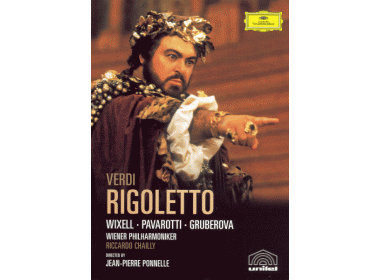 VERDI
RIGOLETTO
WIXELL · PAVAROTTI · GRUBEROVA
WIENER PHILHARMONIKER
RICCARDO CHAILLY
DIRECTED BY
JEAN-PIERRE PONNELLE
unitel